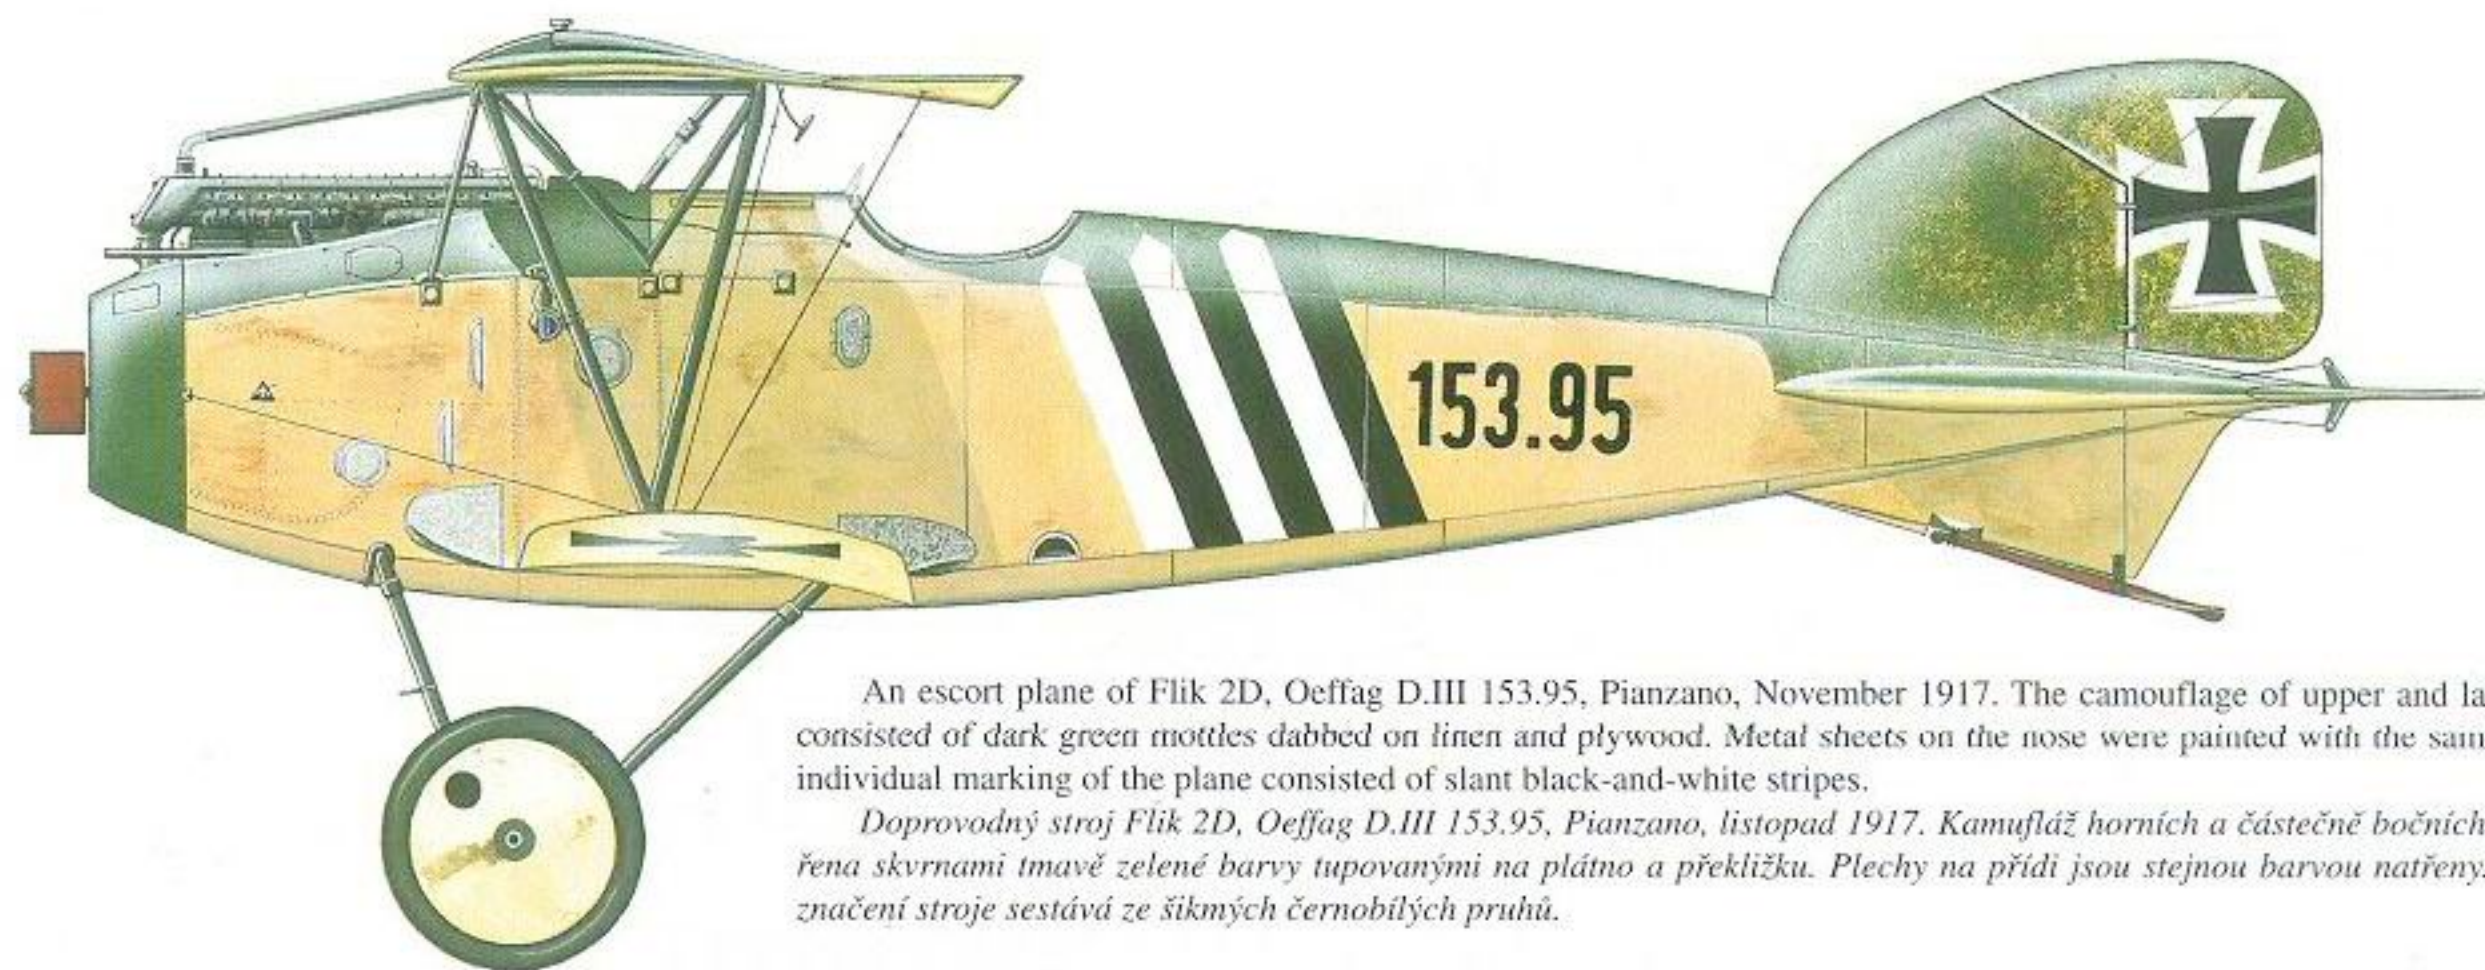 153.95
An escort plane of Flik 2D, Oeffag D.III 153.95, Pianzano, November 1917. The camouflage of upper and la
consisted of dark green mottles dabbed on linen and plywood. Metal sheets on the nose were painted with the sam
individual marking of the plane consisted of slant black-and-white stripes.
Doprovodný stroj Flik 2D, Oeffag D.III 153.95, Pianzano, listopad 1917. Kamufláž horních a částečně bočních
řena skvrnami tmavě zelené barvy tupovanými na plátno a překližku. Plechy na přídi jsou stejnou barvou natřeny.
značení stroje sestává ze šikmých černobílých pruhů.